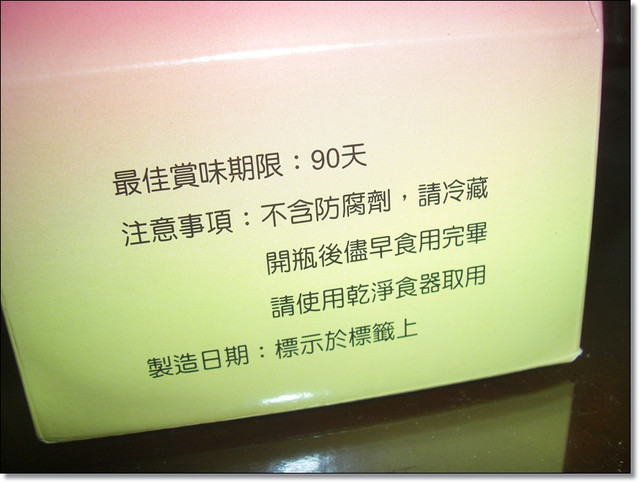 最佳賞味期限：90天
注意事項：不含防腐劑，請冷藏
開瓶後儘早食用完畢
請使用乾淨食器取用
製造日期：標示於標籤上